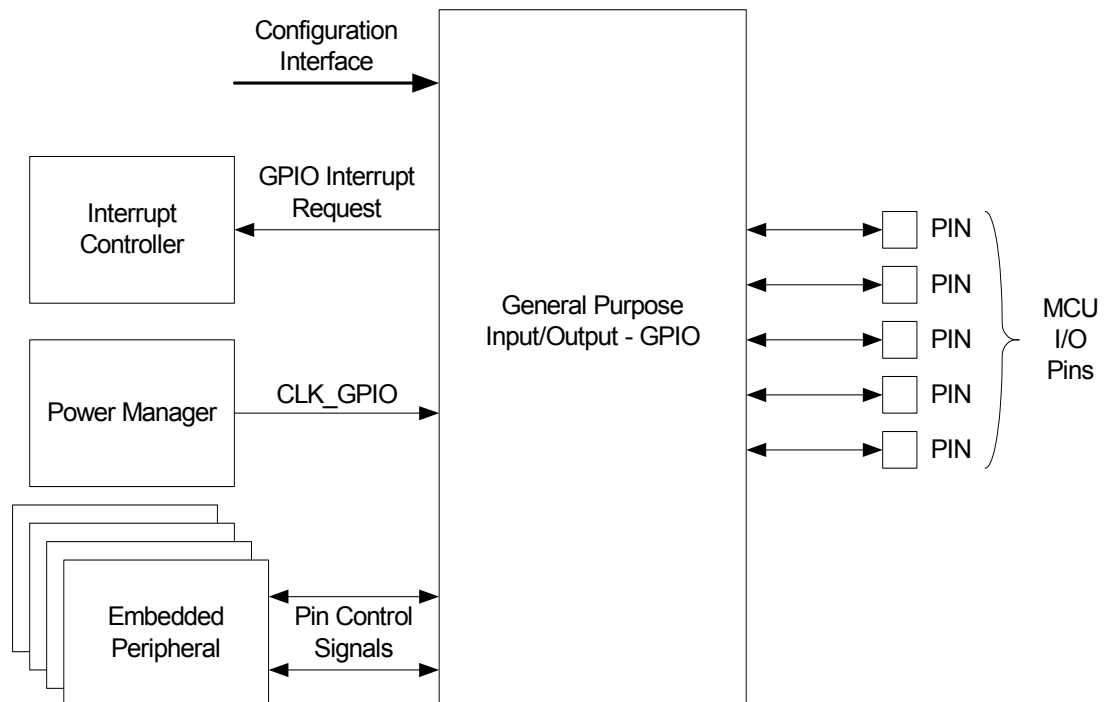 Configuration
Interface
GPIO Interrupt
Request
Interrupt
Controller
General Purpose
Input/Output - GPIO
PIN
PIN
PIN
PIN
PIN
MCU
I/O
Pins
Power Manager
CLK_GPIO
Embedded
Peripheral
Pin Control
Signals